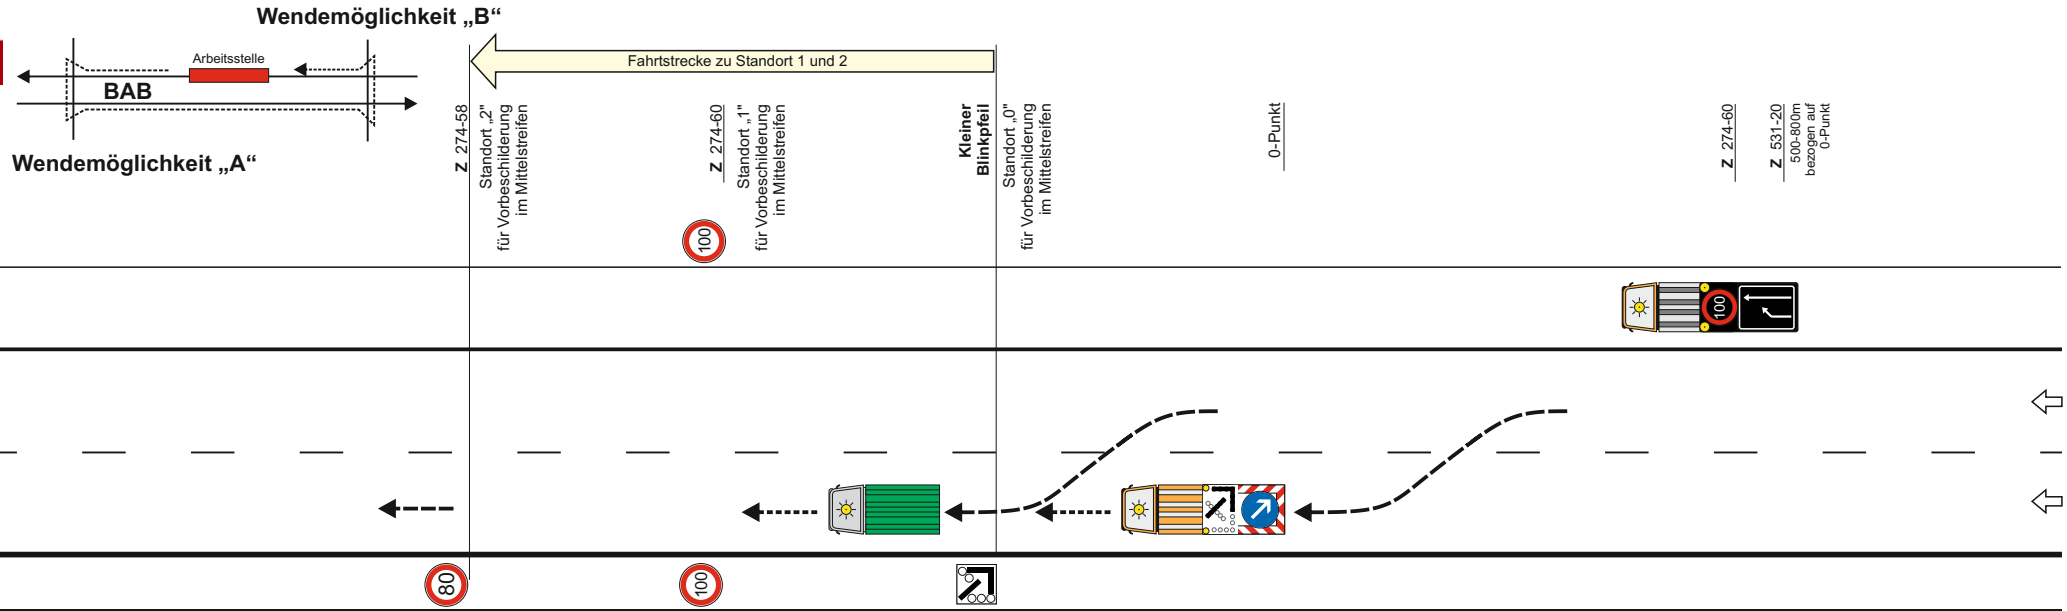 Wendemöglichkeit „B“
Arbeitsstelle
BAB
Wendemöglichkeit „A“
Fahrtstrecke zu Standort 1 und 2
Z 274-58
Standort „2"
für Vorbeschilderung
im Mittelstreifen
Z 274-60
Standort „1"
für Vorbeschilderung
im Mittelstreifen
Kleiner
Blinkpfeil
Standort „0"
für Vorbeschilderung
im Mittelstreifen
0-Punkt
Z 274-60
Z 531-20
500-800m
bezogen auf
0-Punkt
100
100
80
100